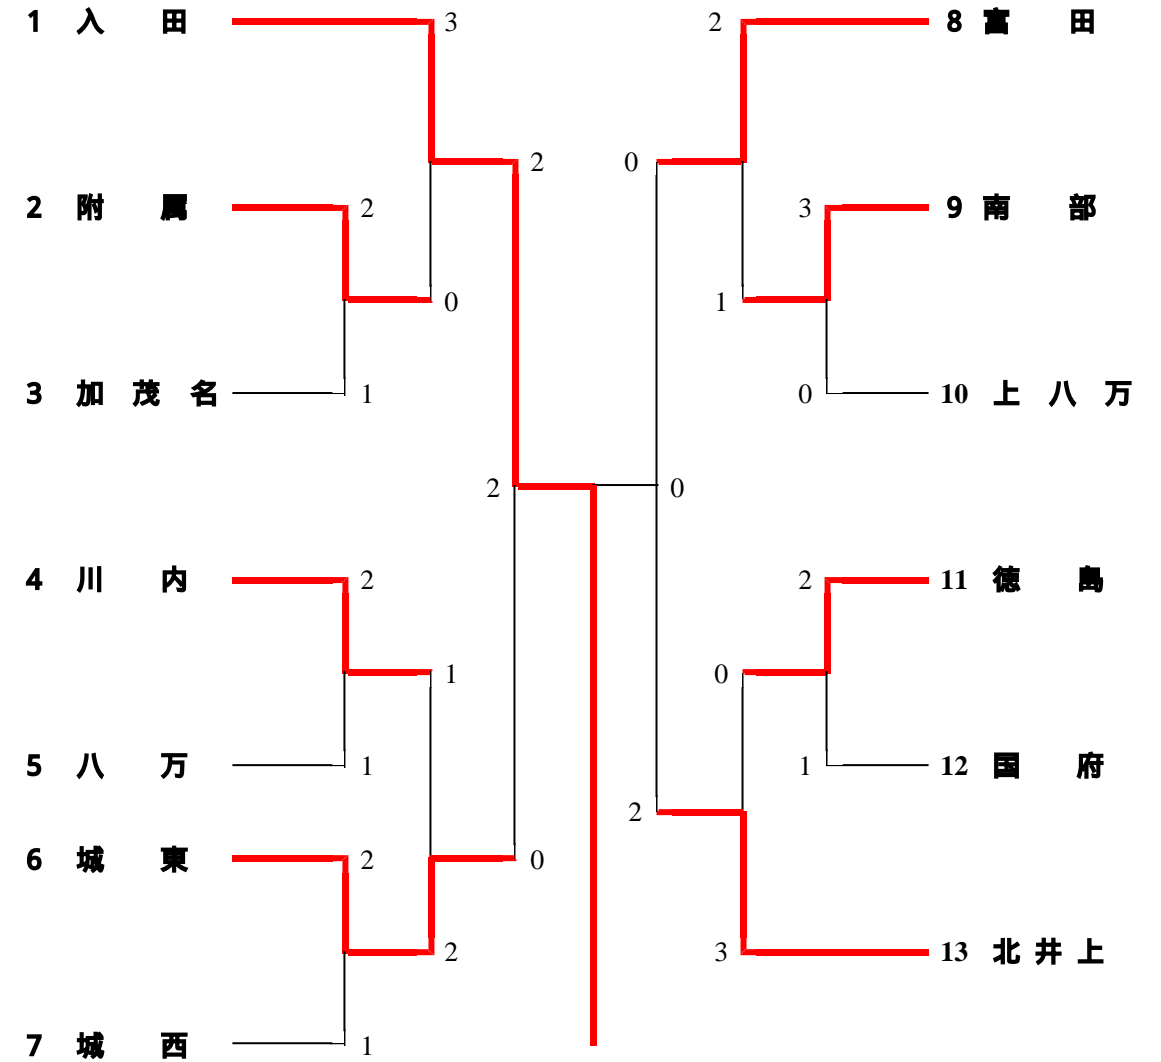 1 入 田 3 2 8 富 田
2 0
2 附 属 2 3 9 南 部
0 1
3 加 茂 名 1 0 10 上 八 万
2 0
4 川 内 2 2 11 徳 島
1 0
5 八 万 1 1 12 国 府
2
6 城 東 2 0
2 3 13 北 井 上
7 城 西 1